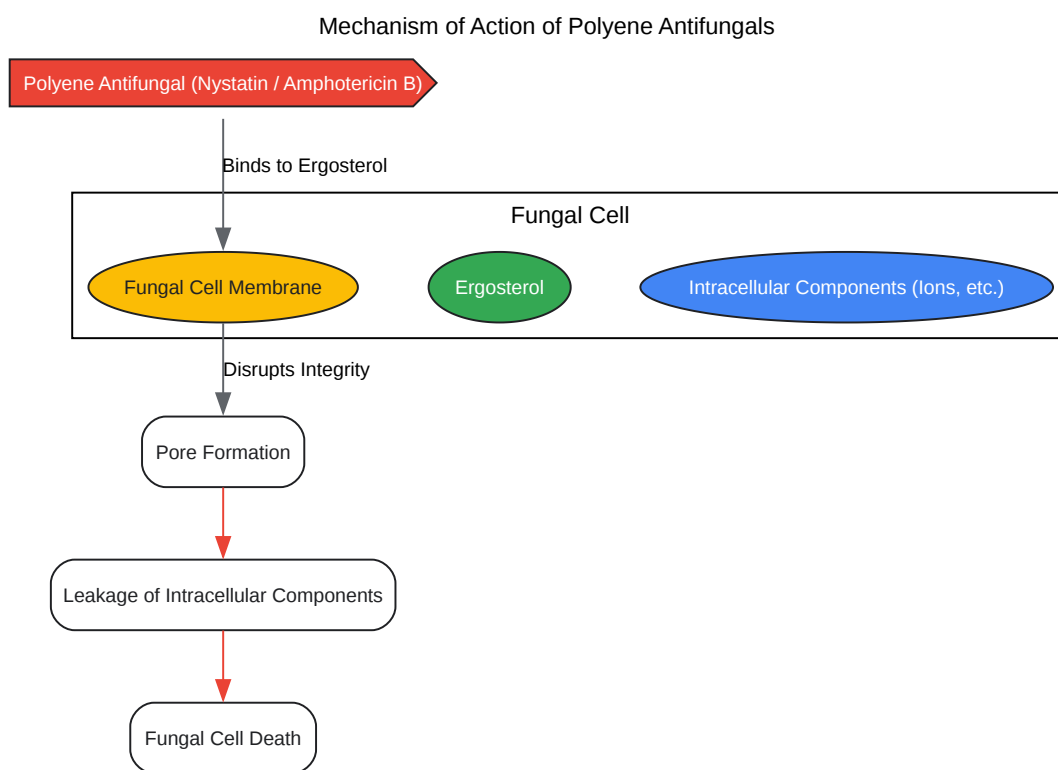 Mechanism of Action of Polyene Antifungals
Polyene Antifungal (Nystatin / Amphotericin B)
Binds to Ergosterol
Fungal Cell
Fungal Cell Membrane
Ergosterol
Intracellular Components (Ions, etc.)
Disrupts Integrity
Pore Formation
Leakage of Intracellular Components
Fungal Cell Death